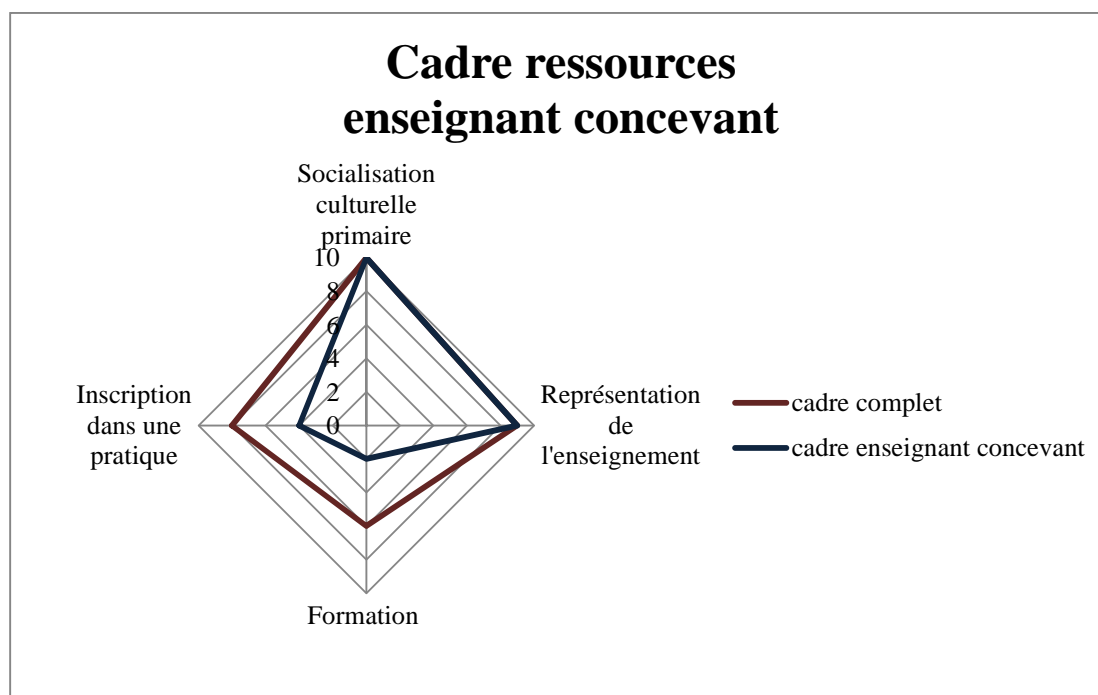 Cadre ressources
enseignant concevant
Socialisation
culturelle
primaire
10
8
6
4
2
0
Inscription
dans une
pratique
Représentation
de
l'enseignement
Formation
cadre complet
cadre enseignant concevant